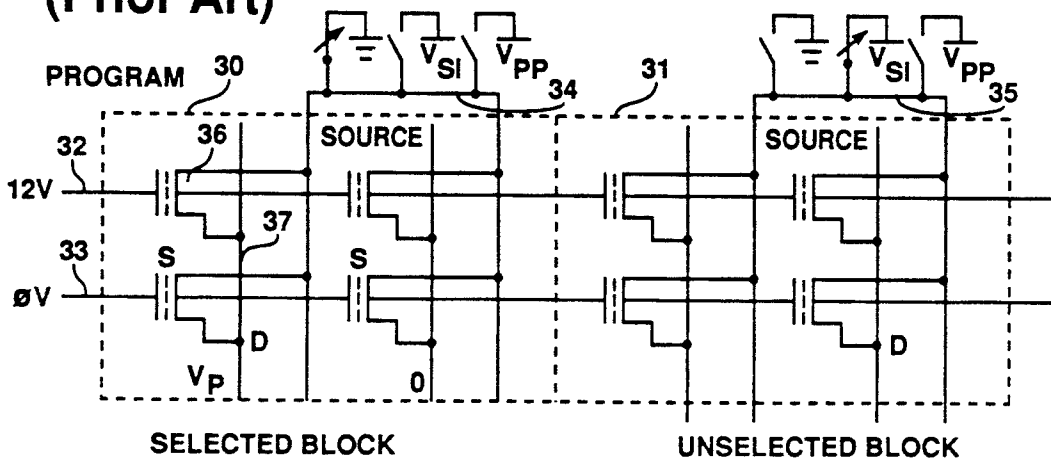 (Prior Art)
PROGRAM
30
V_SI
V_PP
34
31
V_SI
V_PP
35
SOURCE
SOURCE
32
36
12V
37
33
S
S
ØV
D
D
V_P
0
SELECTED BLOCK
UNSELECTED BLOCK